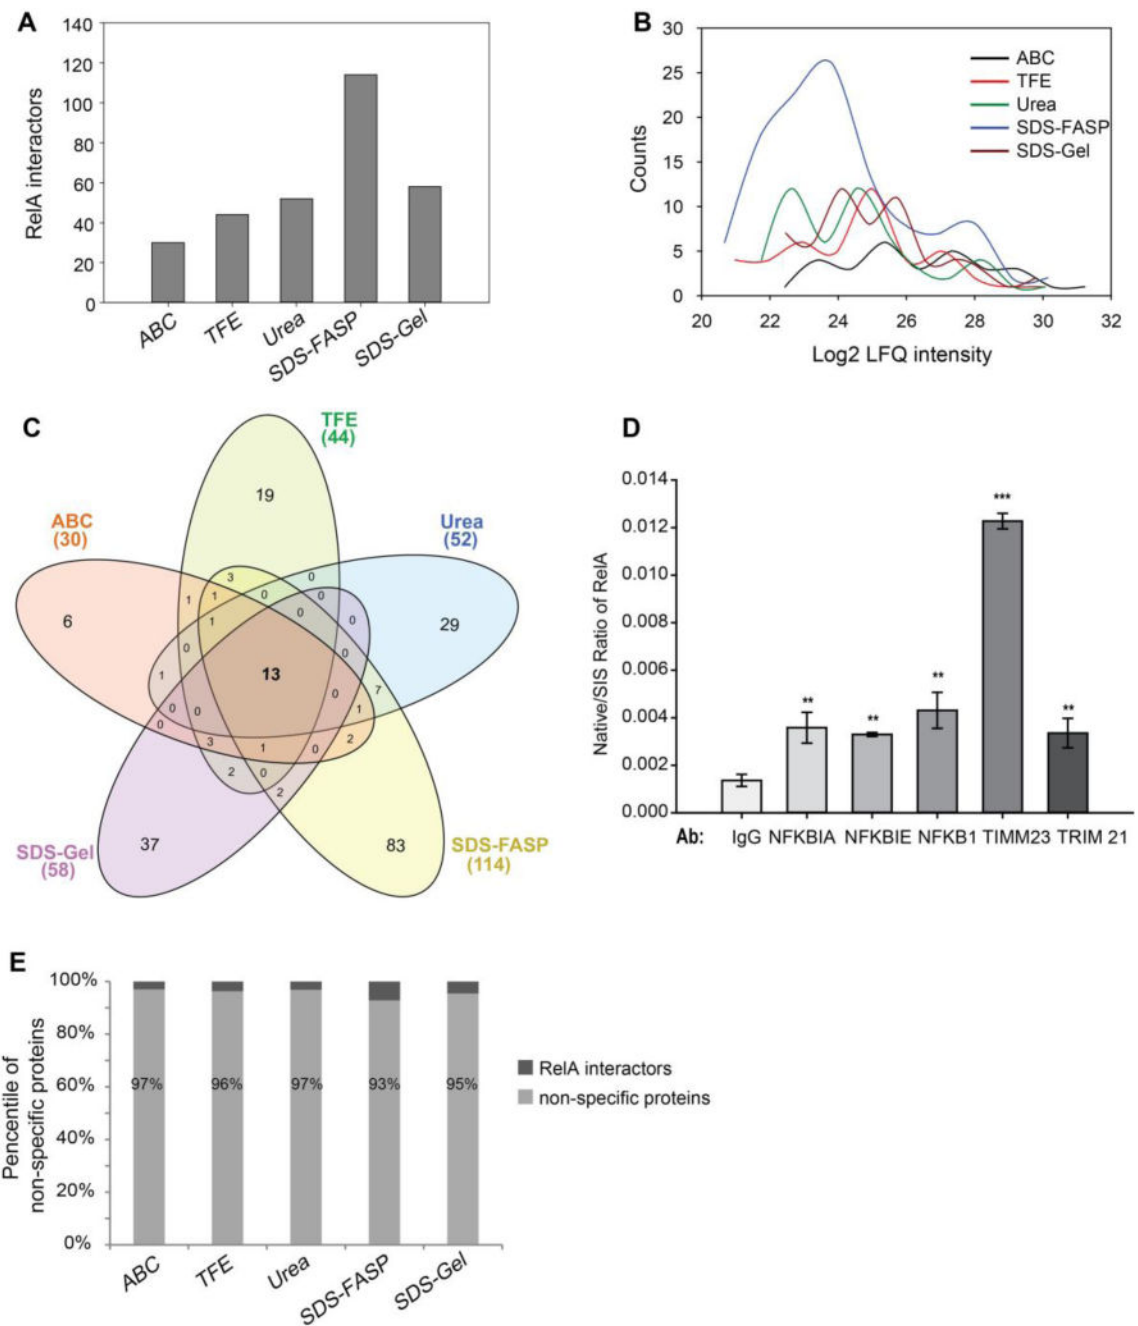 A
140
120
100
80
60
40
20
0
RelA interactors
ABC
TFE
Urea
SDS-FASP
SDS-Gel
B
30
25
20
15
10
5
0
Counts
20 22 24 26 28 30 32
Log2 LFQ intensity
ABC
TFE
Urea
SDS-FASP
SDS-Gel
C
TFE
(44)
ABC
(30)
Urea
(52)
SDS-Gel
(58)
SDS-FASP
(114)
19
6
29
37
83
3
0
1
1
0
0
1
0
0
0
0
13
1
0
7
0
0
1
0
3
1
0
2
2
0
2
D
0.014
0.012
0.010
0.008
0.006
0.004
0.002
0.000
Native/SIS Ratio of RelA
**
**
**
***
**
Ab: IgG NFKBIA NFKBIE NFKB1 TIMM23 TRIM 21
E
100%
80%
60%
40%
20%
0%
Pencentile of
non-specific proteins
97% 96% 97% 93% 95%
ABC
TFE
Urea
SDS-FASP
SDS-Gel
RelA interactors
non-specific proteins